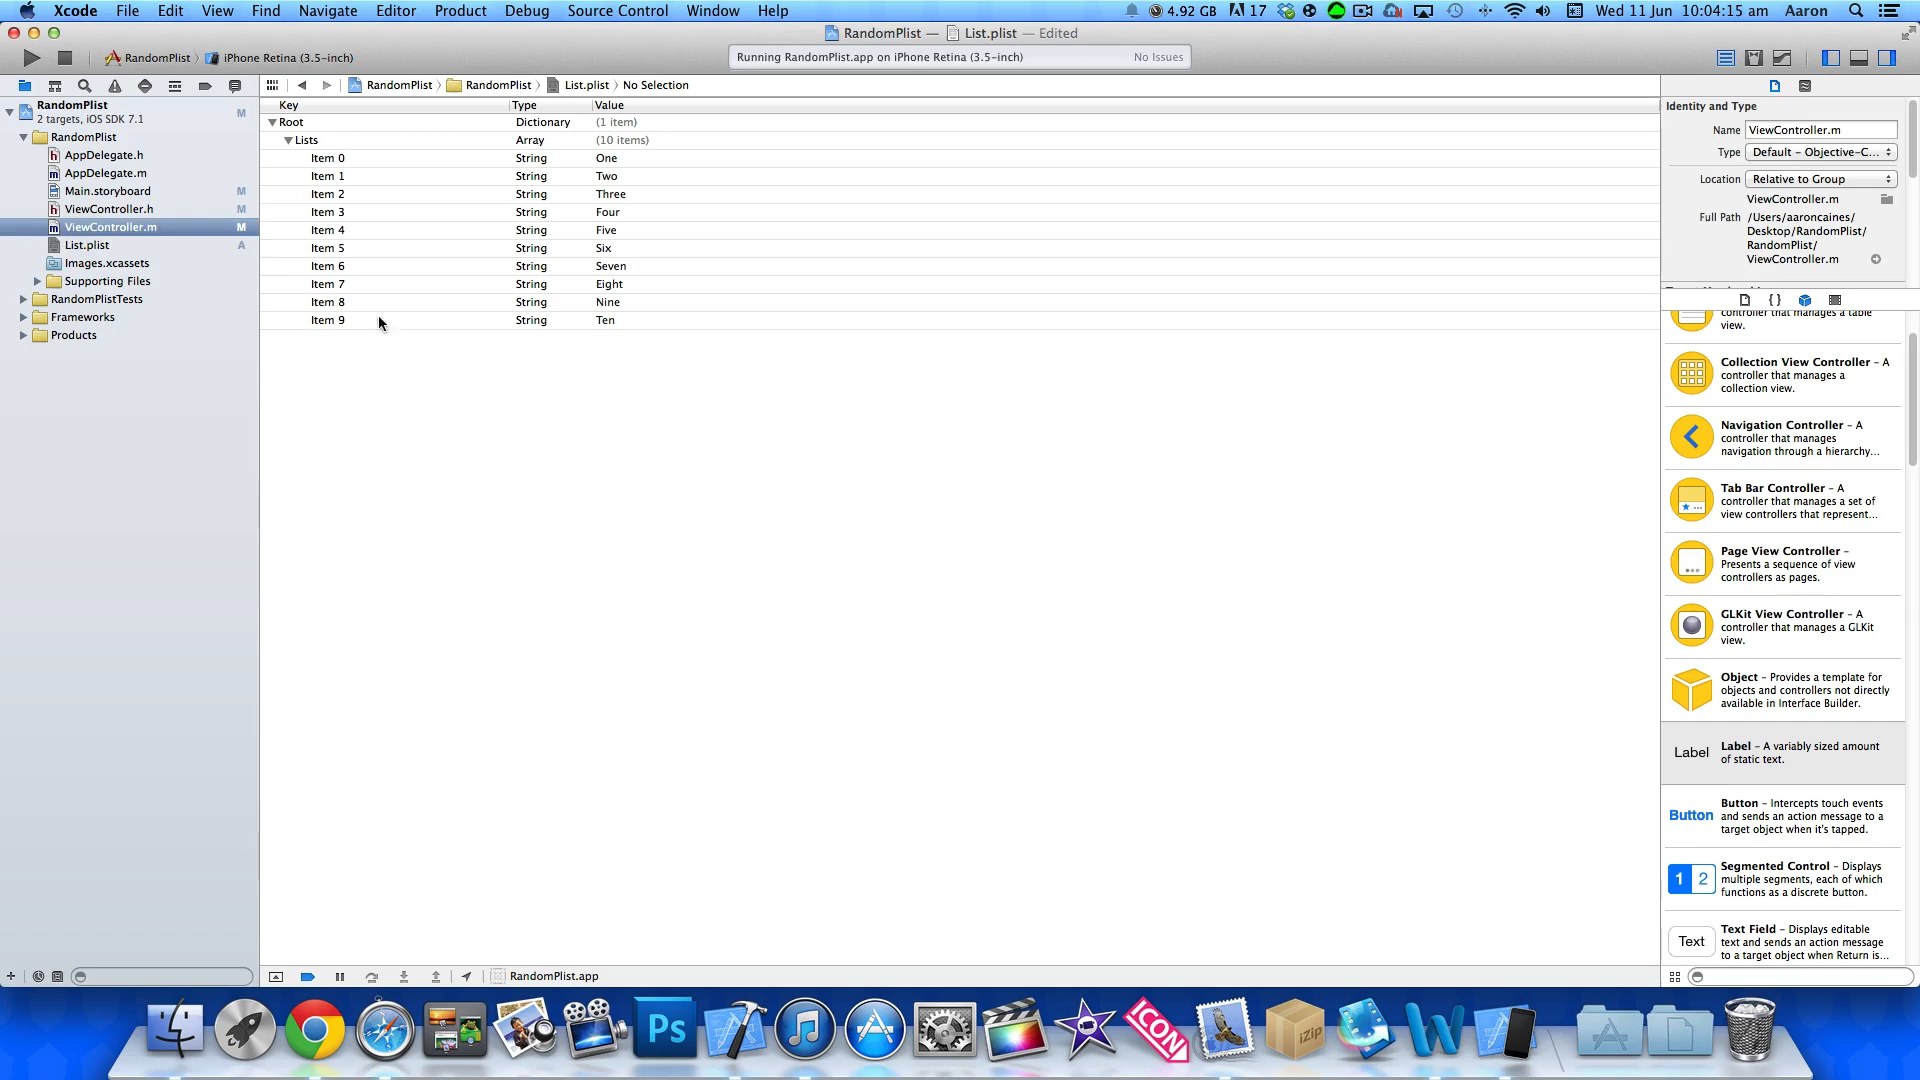 Xcode File Edit View Find Navigate Editor Product Debug Source Control Window Help 4.92 GB 17 Wed 11 Jun 10:04:15 am Aaron
RandomPlist — List.plist — Edited
RandomPlist iPhone Retina (3.5-inch) Running RandomPlist.app on iPhone Retina (3.5-inch) No Issues
RandomPlist RandomPlist List.plist No Selection
RandomPlist M
2 targets, iOS SDK 7.1
RandomPlist
h AppDelegate.h
m AppDelegate.m
Main.storyboard M
h ViewController.h M
m ViewController.m M
List.plist A
Images.xcassets
Supporting Files
RandomPlistTests
Frameworks
Products
Key Type Value
Root Dictionary (1 item)
Lists Array (10 items)
Item 0 String One
Item 1 String Two
Item 2 String Three
Item 3 String Four
Item 4 String Five
Item 5 String Six
Item 6 String Seven
Item 7 String Eight
Item 8 String Nine
Item 9 String Ten
RandomPlist.app
Identity and Type
Name ViewController.m
Type Default - Objective-C...
Location Relative to Group
ViewController.m
Full Path /Users/aaroncaines/
Desktop/RandomPlist/
RandomPlist/
ViewController.m
{ }
controller that manages a table
view.
Collection View Controller - A
controller that manages a
collection view.
Navigation Controller - A
controller that manages
navigation through a hierarchy...
Tab Bar Controller - A
controller that manages a set of
view controllers that represent...
Page View Controller -
Presents a sequence of view
controllers as pages.
GLKit View Controller - A
controller that manages a GLKit
view.
Object - Provides a template for
objects and controllers not directly
available in Interface Builder.
Label Label - A variably sized amount
of static text.
Button Button - Intercepts touch events
and sends an action message to a
target object when it's tapped.
1 2 Segmented Control - Displays
multiple segments, each of which
functions as a discrete button.
Text Text Field - Displays editable
text and sends an action message
to a target object when Return is...
Ps
ICON
iZip
W